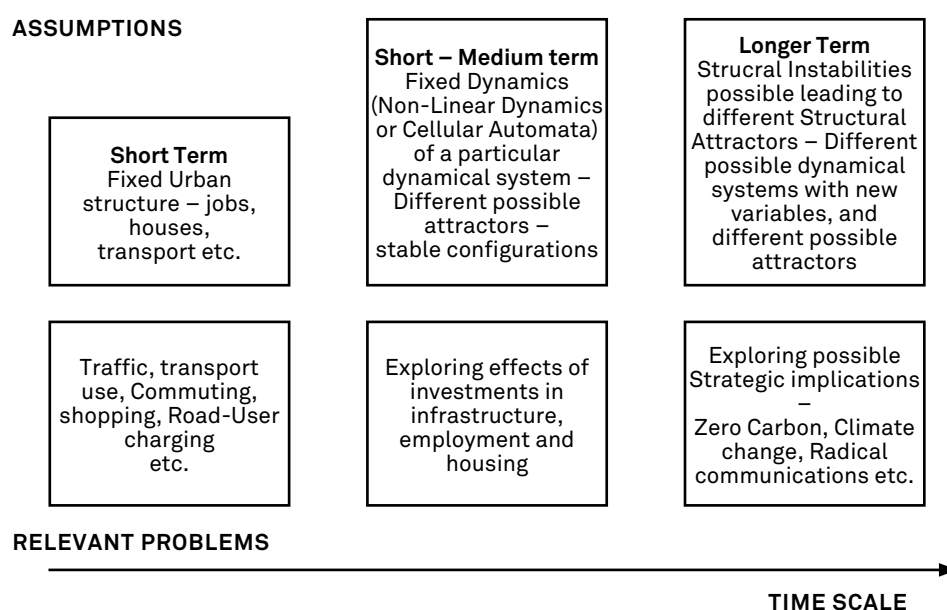 ASSUMPTIONS
Short Term
Fixed Urban
structure – jobs,
houses,
transport etc.
Short – Medium term
Fixed Dynamics
(Non-Linear Dynamics
or Cellular Automata)
of a particular
dynamical system –
Different possible
attractors –
stable configurations
Longer Term
Strucral Instabilities
possible leading to
different Structural
Attractors – Different
possible dynamical
systems with new
variables, and
different possible
attractors
Traffic, transport
use, Commuting,
shopping, Road-User
charging
etc.
Exploring effects of
investments in
infrastructure,
employment and
housing
Exploring possible
Strategic implications
–
Zero Carbon, Climate
change, Radical
communications etc.
RELEVANT PROBLEMS
TIME SCALE